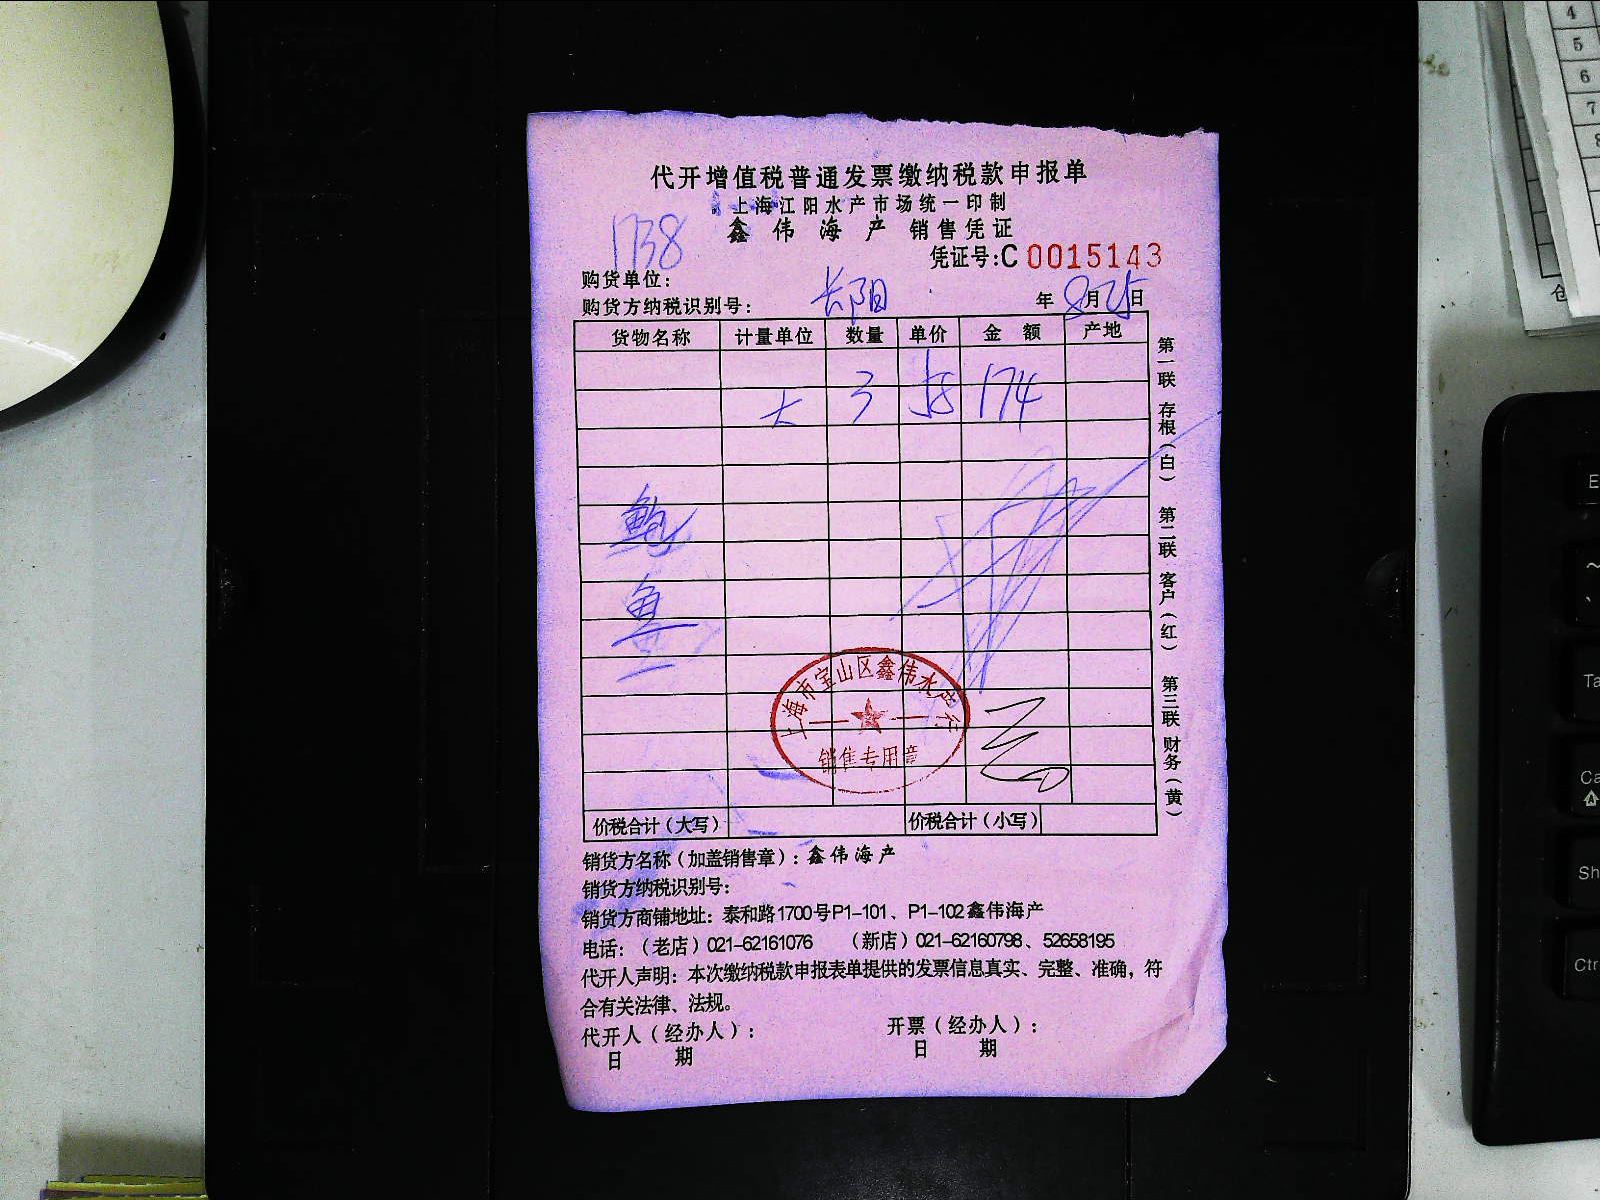 代开增值税普通发票缴纳税款申报单
上海江阳水产市场统一印制
鑫伟海产 销售凭证
1738
凭证号:C 0015143
购货单位:
购货方纳税识别号: 长阳 年 8月25日
货物名称 计量单位 数量 单价 金额 产地
大 3 58 174
鲍
鱼
上海市宝山区鑫伟水产行
销售专用章
价税合计(大写) 价税合计(小写)
第一联 存根(白) 第二联 客户(红) 第三联 财务(黄)
销货方名称(加盖销售章):鑫伟海产
销货方纳税识别号:
销货方商铺地址:泰和路1700号P1-101、P1-102鑫伟海产
电话:(老店)021-62161076 (新店)021-62160798、52658195
代开人声明:本次缴纳税款申报表单提供的发票信息真实、完整、准确,符
合有关法律、法规。
代开人(经办人): 开票(经办人):
日 期 日 期
4
5
6
7
8
E
Ta
Ca
Sh
Ctr